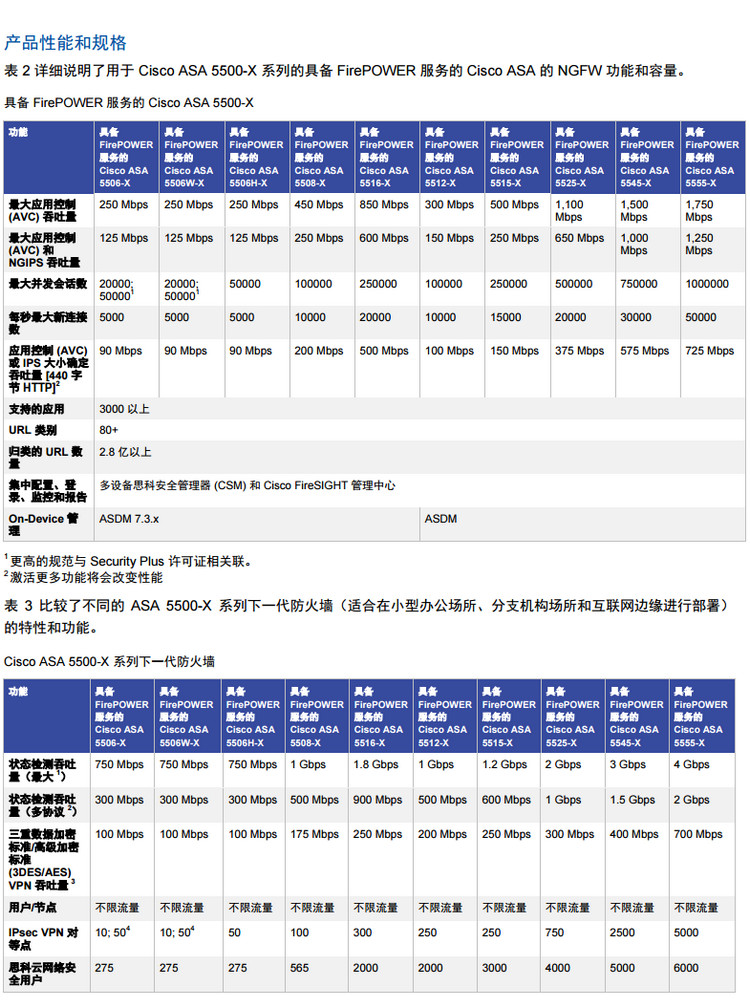 产品性能和规格
表 2 详细说明了用于 Cisco ASA 5500-X 系列的具备 FirePOWER 服务的 Cisco ASA 的 NGFW 功能和容量。
具备 FirePOWER 服务的 Cisco ASA 5500-X
功能 具备 FirePOWER 服务的 Cisco ASA 5506-X 具备 FirePOWER 服务的 Cisco ASA 5506W-X 具备 FirePOWER 服务的 Cisco ASA 5506H-X 具备 FirePOWER 服务的 Cisco ASA 5508-X 具备 FirePOWER 服务的 Cisco ASA 5516-X 具备 FirePOWER 服务的 Cisco ASA 5512-X 具备 FirePOWER 服务的 Cisco ASA 5515-X 具备 FirePOWER 服务的 Cisco ASA 5525-X 具备 FirePOWER 服务的 Cisco ASA 5545-X 具备 FirePOWER 服务的 Cisco ASA 5555-X
最大应用控制 (AVC) 吞吐量 250 Mbps 250 Mbps 250 Mbps 450 Mbps 850 Mbps 300 Mbps 500 Mbps 1,100 Mbps 1,500 Mbps 1,750 Mbps
最大应用控制 (AVC) 和 NGIPS 吞吐量 125 Mbps 125 Mbps 125 Mbps 250 Mbps 600 Mbps 150 Mbps 250 Mbps 650 Mbps 1,000 Mbps 1,250 Mbps
最大并发会话数 20000; 50000¹ 20000; 50000¹ 50000 100000 250000 100000 250000 500000 750000 1000000
每秒最大新连接数 5000 5000 5000 10000 20000 10000 15000 20000 30000 50000
应用控制 (AVC) 或 IPS 大小确定吞吐量 [440 字节 HTTP]² 90 Mbps 90 Mbps 90 Mbps 200 Mbps 500 Mbps 100 Mbps 150 Mbps 375 Mbps 575 Mbps 725 Mbps
支持的应用 3000 以上
URL 类别 80+
归类的 URL 数量 2.8 亿以上
集中配置、登录、监控和报告 多设备思科安全管理器 (CSM) 和 Cisco FireSIGHT 管理中心
On-Device 管理 ASDM 7.3.x ASDM
¹ 更高的规范与 Security Plus 许可证相关联。
² 激活更多功能将会改变性能
表 3 比较了不同的 ASA 5500-X 系列下一代防火墙（适合在小型办公场所、分支机构场所和互联网边缘进行部署）
的特性和功能。
Cisco ASA 5500-X 系列下一代防火墙
功能 具备 FirePOWER 服务的 Cisco ASA 5506-X 具备 FirePOWER 服务的 Cisco ASA 5506W-X 具备 FirePOWER 服务的 Cisco ASA 5506H-X 具备 FirePOWER 服务的 Cisco ASA 5508-X 具备 FirePOWER 服务的 Cisco ASA 5516-X 具备 FirePOWER 服务的 Cisco ASA 5512-X 具备 FirePOWER 服务的 Cisco ASA 5515-X 具备 FirePOWER 服务的 Cisco ASA 5525-X 具备 FirePOWER 服务的 Cisco ASA 5545-X 具备 FirePOWER 服务的 Cisco ASA 5555-X
状态检测吞吐量（最大 ¹） 750 Mbps 750 Mbps 750 Mbps 1 Gbps 1.8 Gbps 1 Gbps 1.2 Gbps 2 Gbps 3 Gbps 4 Gbps
状态检测吞吐量（多协议 ²） 300 Mbps 300 Mbps 300 Mbps 500 Mbps 900 Mbps 500 Mbps 600 Mbps 1 Gbps 1.5 Gbps 2 Gbps
三重数据加密标准/高级加密标准 (3DES/AES) VPN 吞吐量 ³ 100 Mbps 100 Mbps 100 Mbps 175 Mbps 250 Mbps 200 Mbps 250 Mbps 300 Mbps 400 Mbps 700 Mbps
用户/节点 不限流量 不限流量 不限流量 不限流量 不限流量 不限流量 不限流量 不限流量 不限流量 不限流量
IPsec VPN 对等点 10; 50⁴ 10; 50⁴ 50 100 300 250 250 750 2500 5000
思科云网络安全用户 275 275 275 565 2000 2000 3000 4000 5000 6000